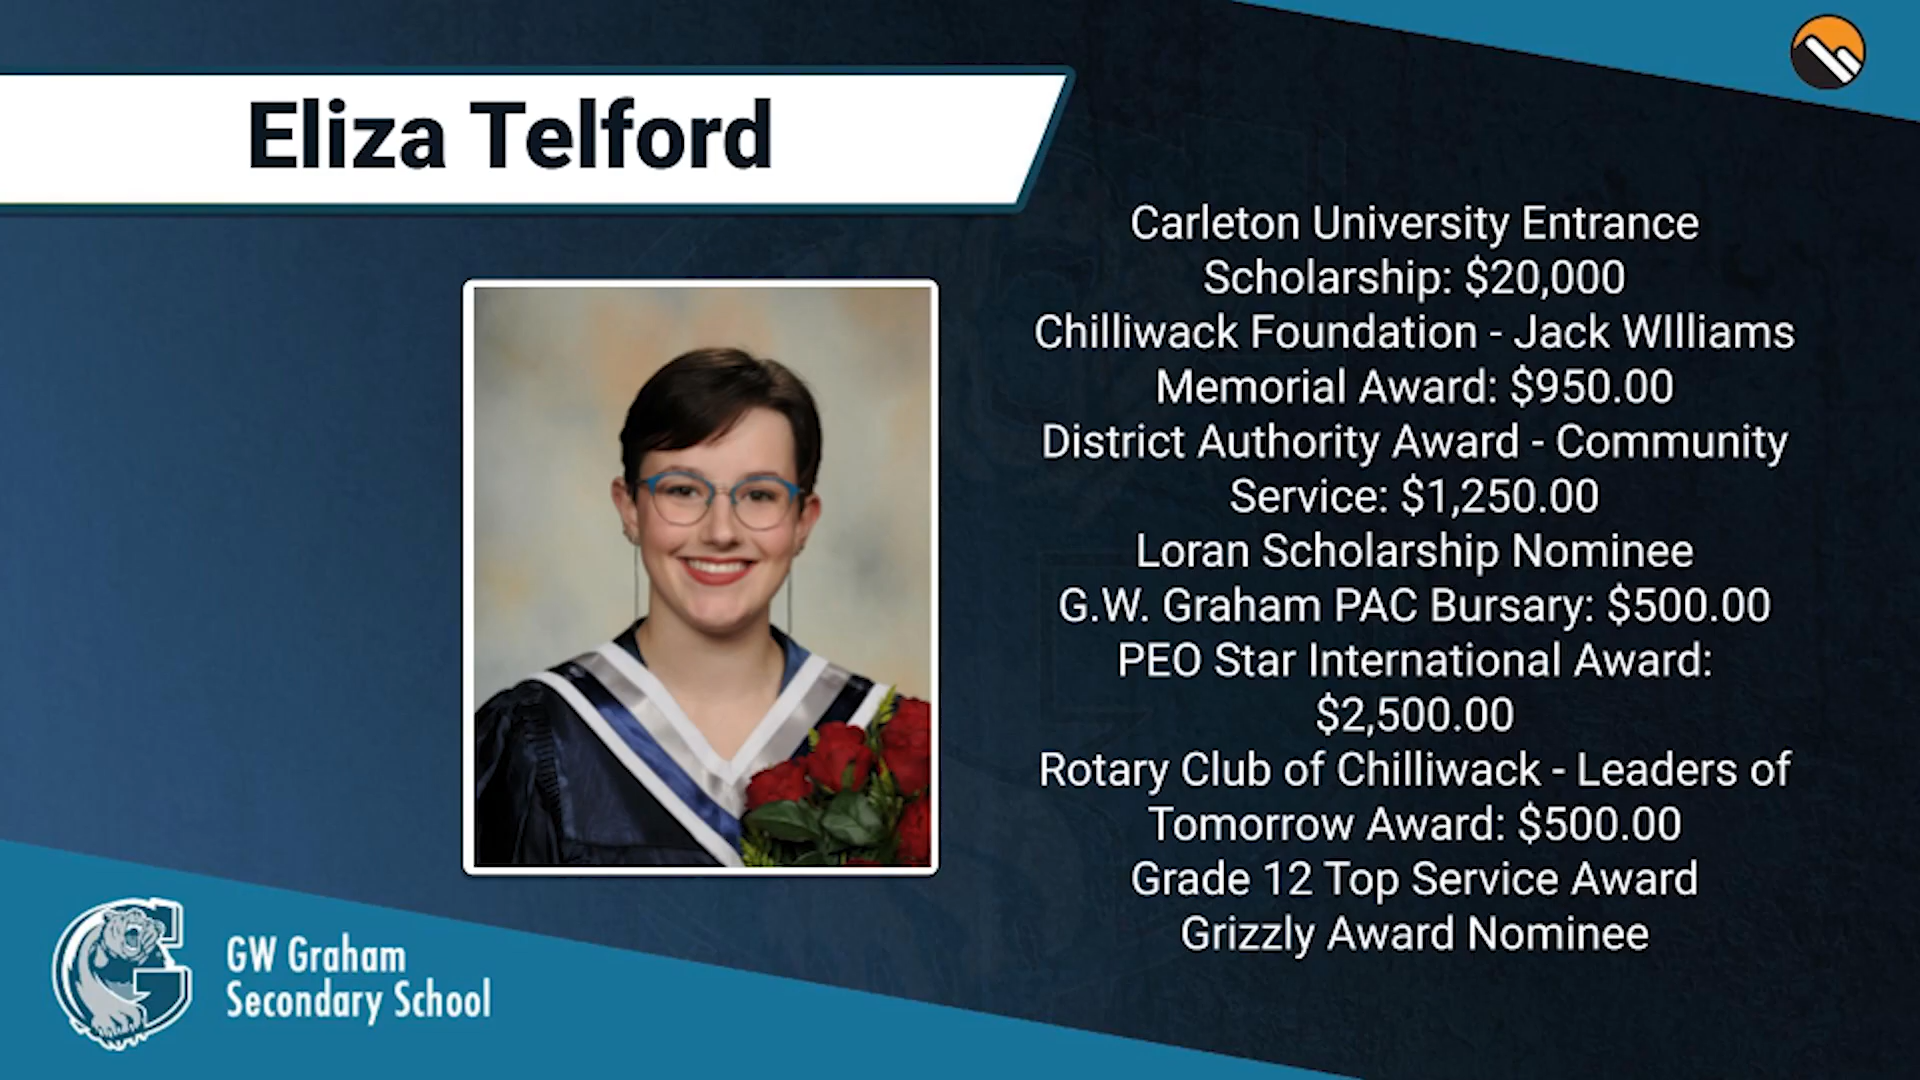 Eliza Telford
Carleton University Entrance
Scholarship: $20,000
Chilliwack Foundation - Jack WIlliams
Memorial Award: $950.00
District Authority Award - Community
Service: $1,250.00
Loran Scholarship Nominee
G.W. Graham PAC Bursary: $500.00
PEO Star International Award:
$2,500.00
Rotary Club of Chilliwack - Leaders of
Tomorrow Award: $500.00
Grade 12 Top Service Award
Grizzly Award Nominee
GW Graham
Secondary School